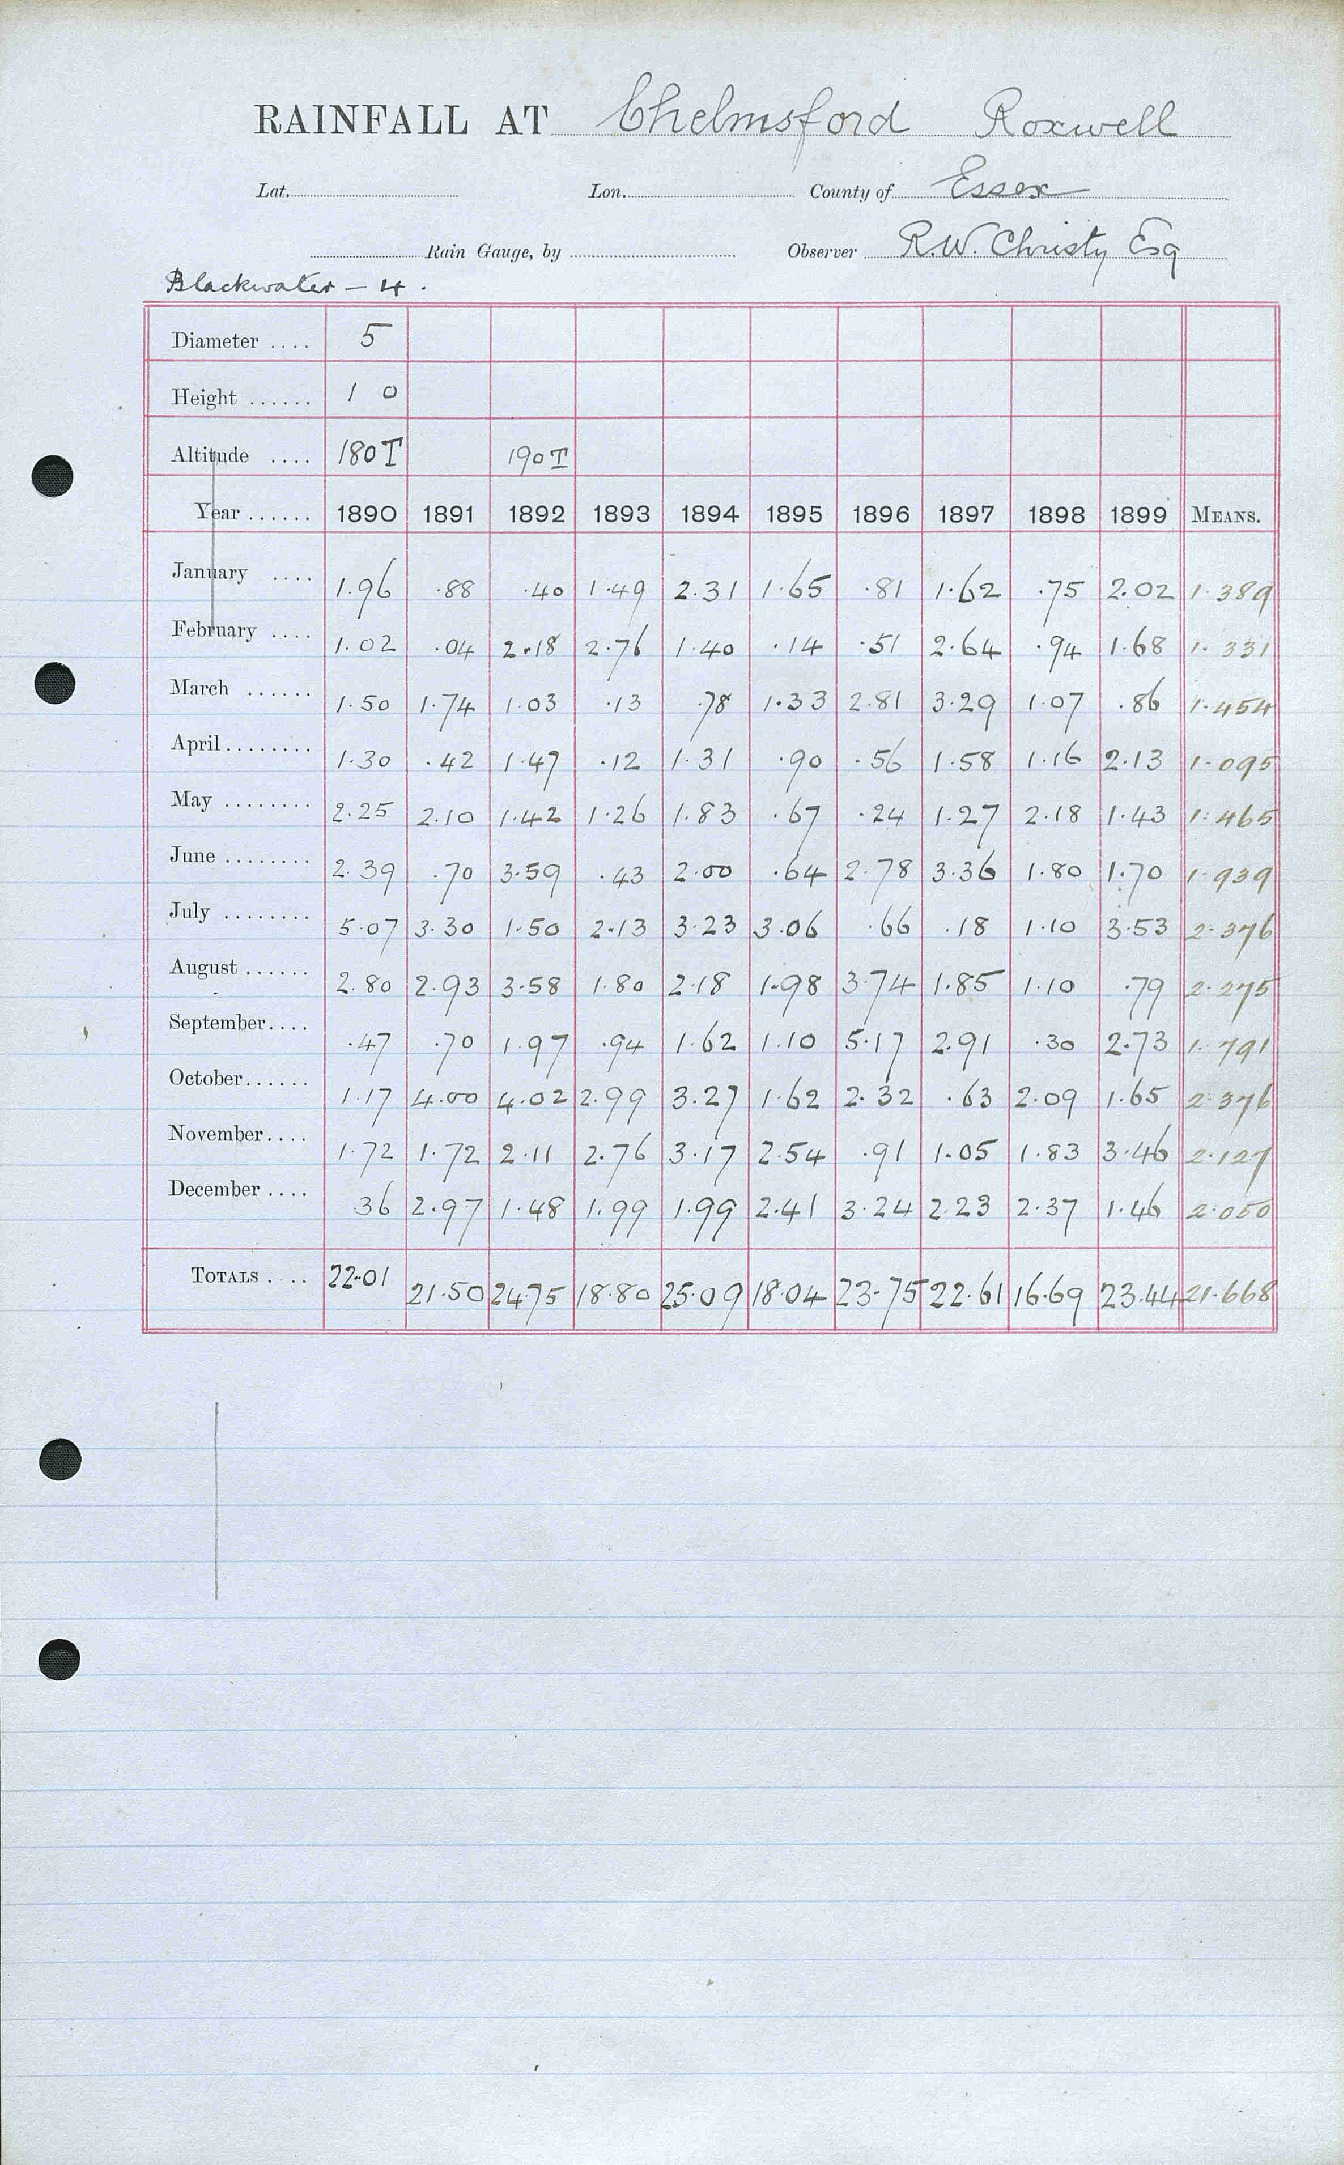 RAINFALL AT Chelmsford Roxwell
Lat. Lon. County of Essex
Rain Gauge, by Observer R.W. Christy Esq
Blackwater – 4.
Diameter .... 5
Height ...... 1 0
Altitude .... 180T 190T
Year ...... 1890 1891 1892 1893 1894 1895 1896 1897 1898 1899 MEANS.
January .... 1.96 .88 .40 1.49 2.31 1.65 .81 1.62 .75 2.02 1.389
February .... 1.02 .04 2.18 2.76 1.40 .14 .51 2.64 .94 1.68 1.331
March ...... 1.50 1.74 1.03 .13 .78 1.33 2.81 3.29 1.07 .86 1.454
April ........ 1.30 .42 1.47 .12 1.31 .90 .56 1.58 1.16 2.13 1.095
May ........ 2.25 2.10 1.42 1.26 1.83 .67 .24 1.27 2.18 1.43 1.465
June ........ 2.39 .70 3.59 .43 2.00 .64 2.78 3.36 1.80 1.70 1.939
July ........ 5.07 3.30 1.50 2.13 3.23 3.06 .66 .18 1.10 3.53 2.376
August ...... 2.80 2.93 3.58 1.80 2.18 1.98 3.74 1.85 1.10 .79 2.275
September.... .47 .70 1.97 .94 1.62 1.10 5.17 2.91 .30 2.73 1.791
October...... 1.17 4.00 4.02 2.99 3.27 1.62 2.32 .63 2.09 1.65 2.376
November.... 1.72 1.72 2.11 2.76 3.17 2.54 .91 1.05 1.83 3.46 2.127
December .... 36 2.97 1.48 1.99 1.99 2.41 3.24 2.23 2.37 1.46 2.050
TOTALS .... 22.01 21.50 24.75 18.80 25.09 18.04 23.75 22.61 16.69 23.44 21.668